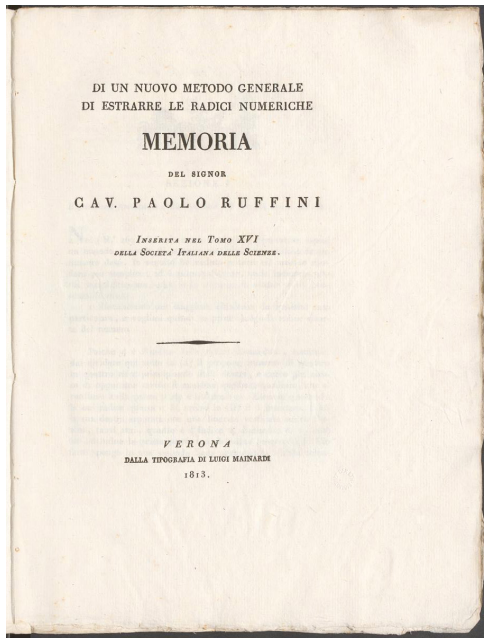 DI UN NUOVO METODO GENERALE
DI ESTRARRE LE RADICI NUMERICHE
MEMORIA
DEL SIGNOR
CAV. PAOLO RUFFINI
INSERITA NEL TOMO XVI
DELLA SOCIETA' ITALIANA DELLE SCIENZE.
VERONA
DALLA TIPOGRAFIA DI LUIGI MAINARDI
1813.